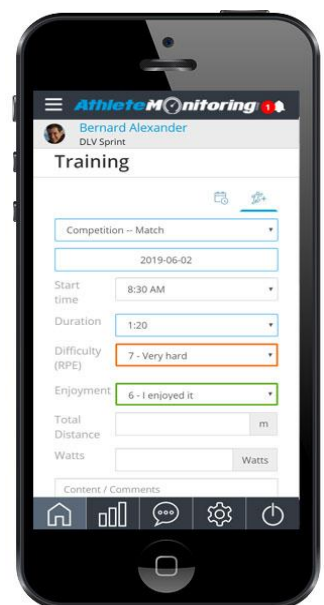 AthleteMonitoring 1
Bernard Alexander
DLV Sprint
Training
Competition -- Match
2019-06-02
Start time 8:30 AM
Duration 1:20
Difficulty (RPE) 7 - Very hard
Enjoyment 6 - I enjoyed it
Total Distance m
Watts Watts
Content / Comments